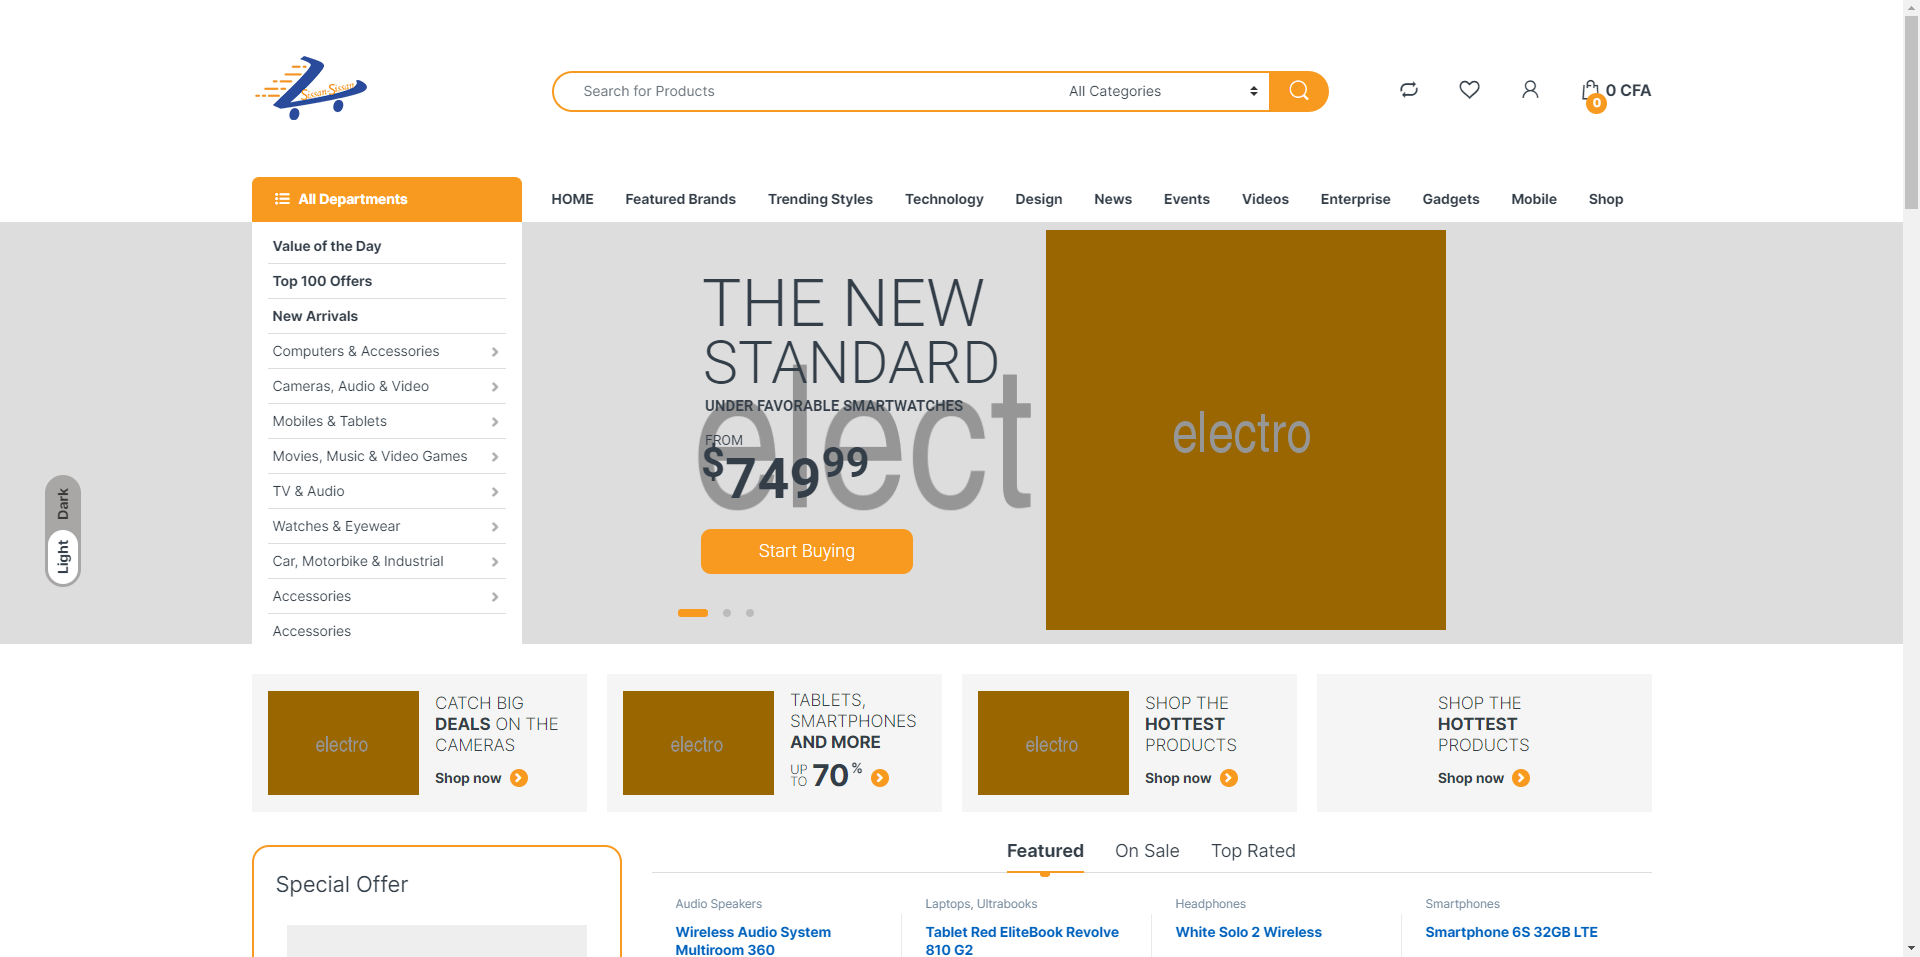 Sissan-Sissan
Search for Products
All Categories
0 CFA
0
All Departments
HOME
Featured Brands
Trending Styles
Technology
Design
News
Events
Videos
Enterprise
Gadgets
Mobile
Shop
Value of the Day
Top 100 Offers
New Arrivals
Computers & Accessories
Cameras, Audio & Video
Mobiles & Tablets
Movies, Music & Video Games
TV & Audio
Watches & Eyewear
Car, Motorbike & Industrial
Accessories
Accessories
Dark
Light
THE NEW
STANDARD
UNDER FAVORABLE SMARTWATCHES
FROM
$749 99
elect
Start Buying
electro
electro
CATCH BIG
DEALS ON THE
CAMERAS
Shop now
electro
TABLETS,
SMARTPHONES
AND MORE
UP
TO
70%
electro
SHOP THE
HOTTEST
PRODUCTS
Shop now
SHOP THE
HOTTEST
PRODUCTS
Shop now
Special Offer
Featured
On Sale
Top Rated
Audio Speakers
Wireless Audio System
Multiroom 360
Laptops, Ultrabooks
Tablet Red EliteBook Revolve
810 G2
Headphones
White Solo 2 Wireless
Smartphones
Smartphone 6S 32GB LTE